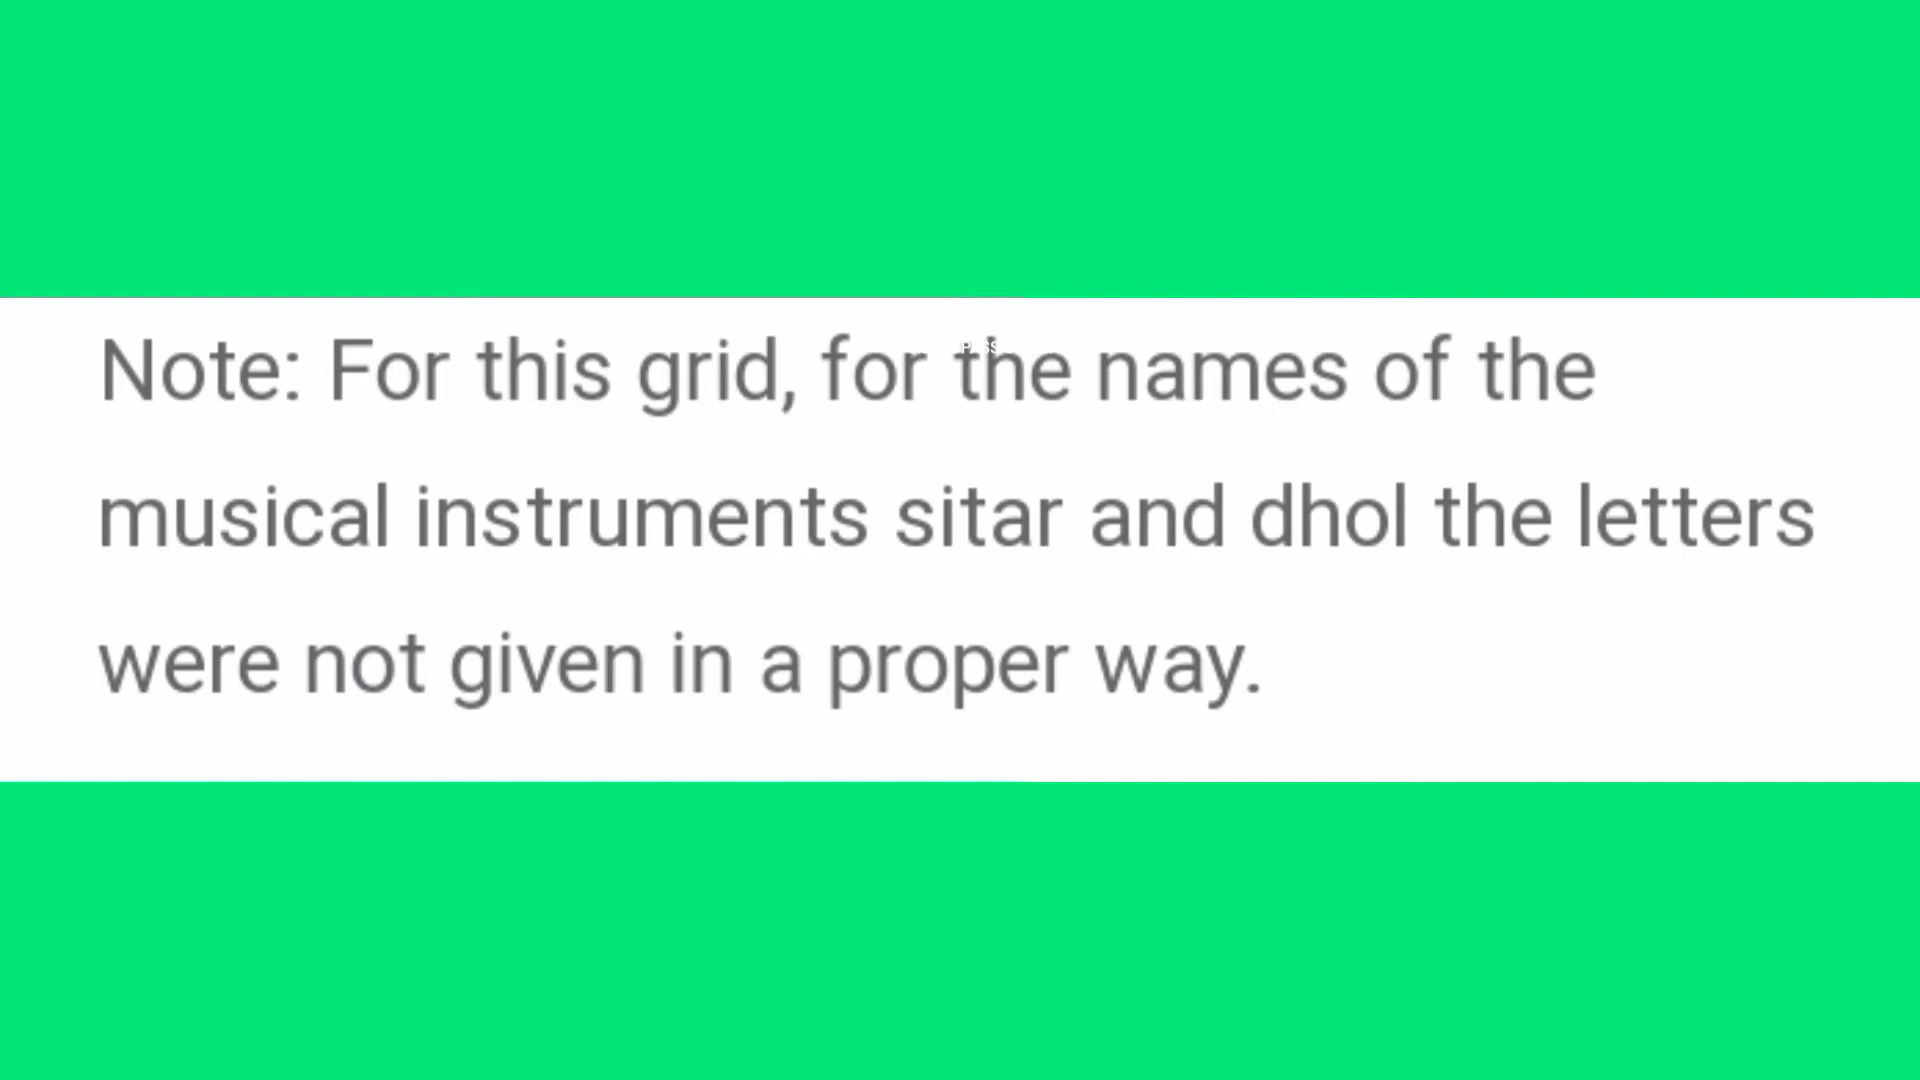 Note: For this grid, for the names of the
musical instruments sitar and dhol the letters
were not given in a proper way.